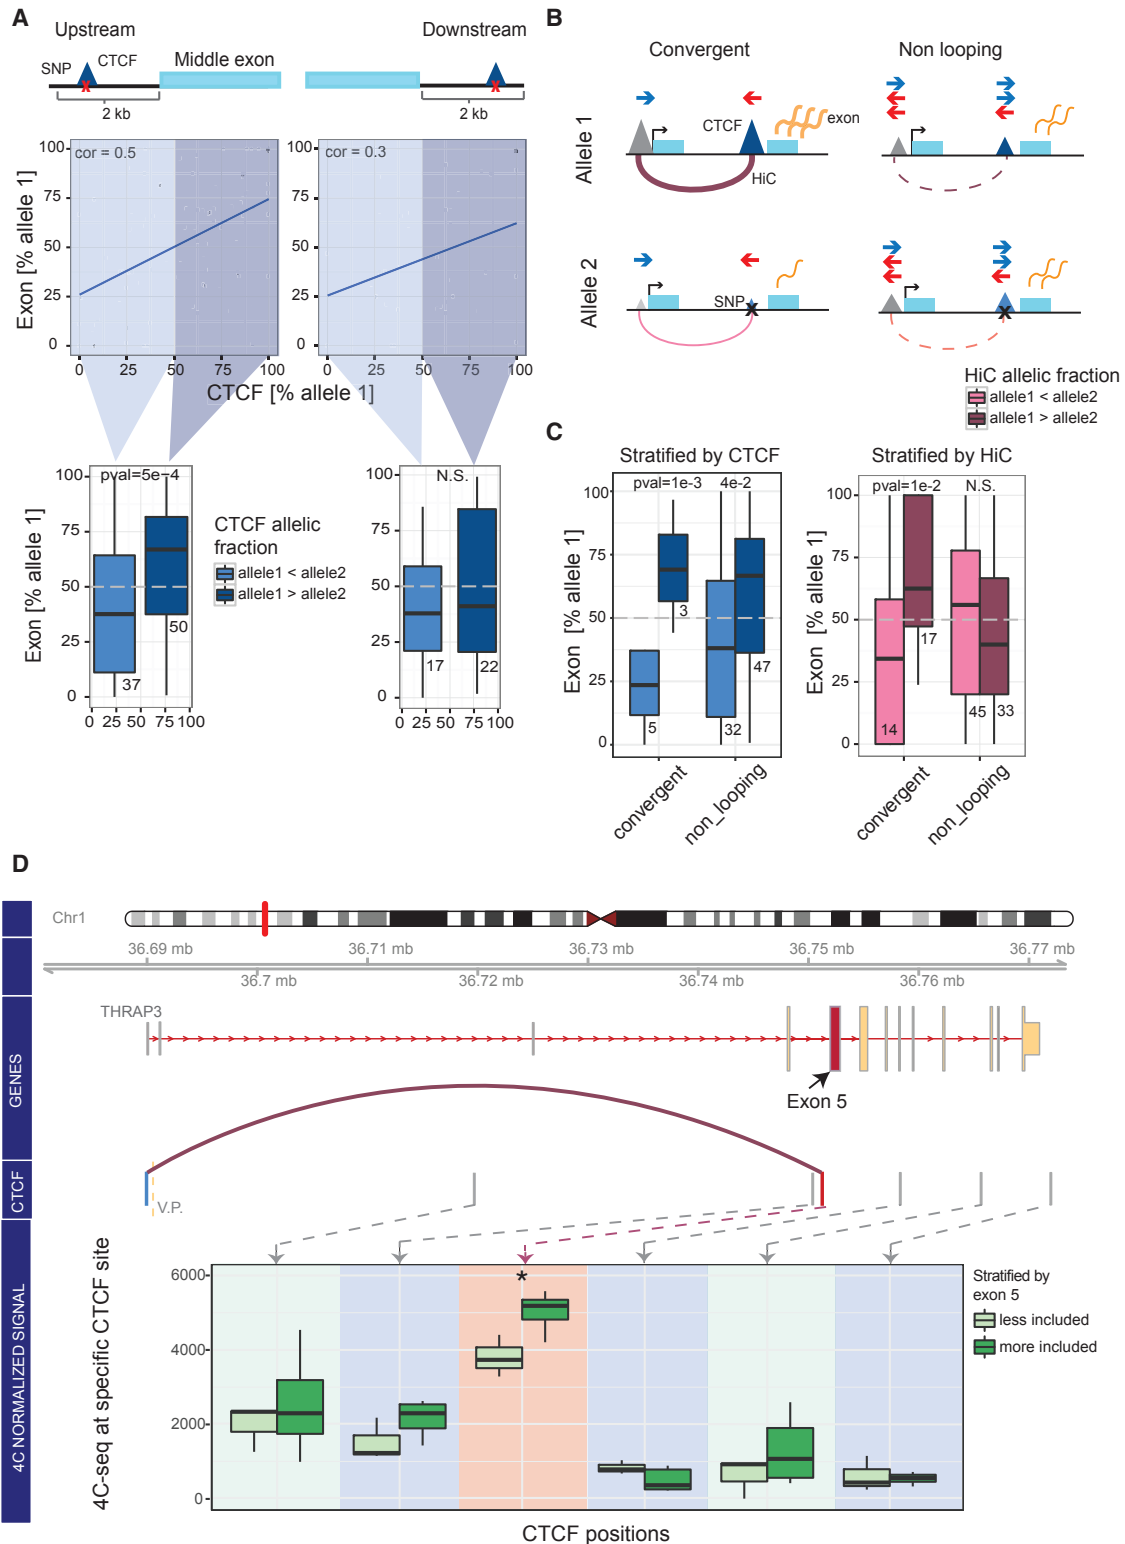 A
Upstream
Downstream
SNP
CTCF
Middle exon
2 kb
2 kb
cor = 0.5
cor = 0.3
Exon [% allele 1]
100
75
50
25
0
100
75
50
25
0
0 25 50 75 100
0 25 50 75 100
CTCF [% allele 1]
pval=5e−4
N.S.
Exon [% allele 1]
100
75
50
25
0
37
50
0 25 50 75 100
CTCF allelic
fraction
allele1 < allele2
allele1 > allele2
100
75
50
25
0
17
22
0 25 50 75 100
B
Convergent
Non looping
Allele 1
CTCF
exon
HiC
Allele 2
SNP
HiC allelic fraction
allele1 < allele2
allele1 > allele2
C
Stratified by CTCF
pval=1e-3
4e-2
Exon [% allele 1]
100
75
50
25
0
5
3
32
47
convergent
non_looping
Stratified by HiC
pval=1e-2
N.S.
Exon [% allele 1]
100
75
50
25
0
14
17
45
33
convergent
non_looping
D
Chr1
36.69 mb
36.71 mb
36.73 mb
36.75 mb
36.77 mb
36.7 mb
36.72 mb
36.74 mb
36.76 mb
GENES
THRAP3
Exon 5
CTCF
V.P.
4C NORMALIZED SIGNAL
4C-seq at specific CTCF site
6000
4000
2000
0
*
Stratified by
exon 5
less included
more included
CTCF positions